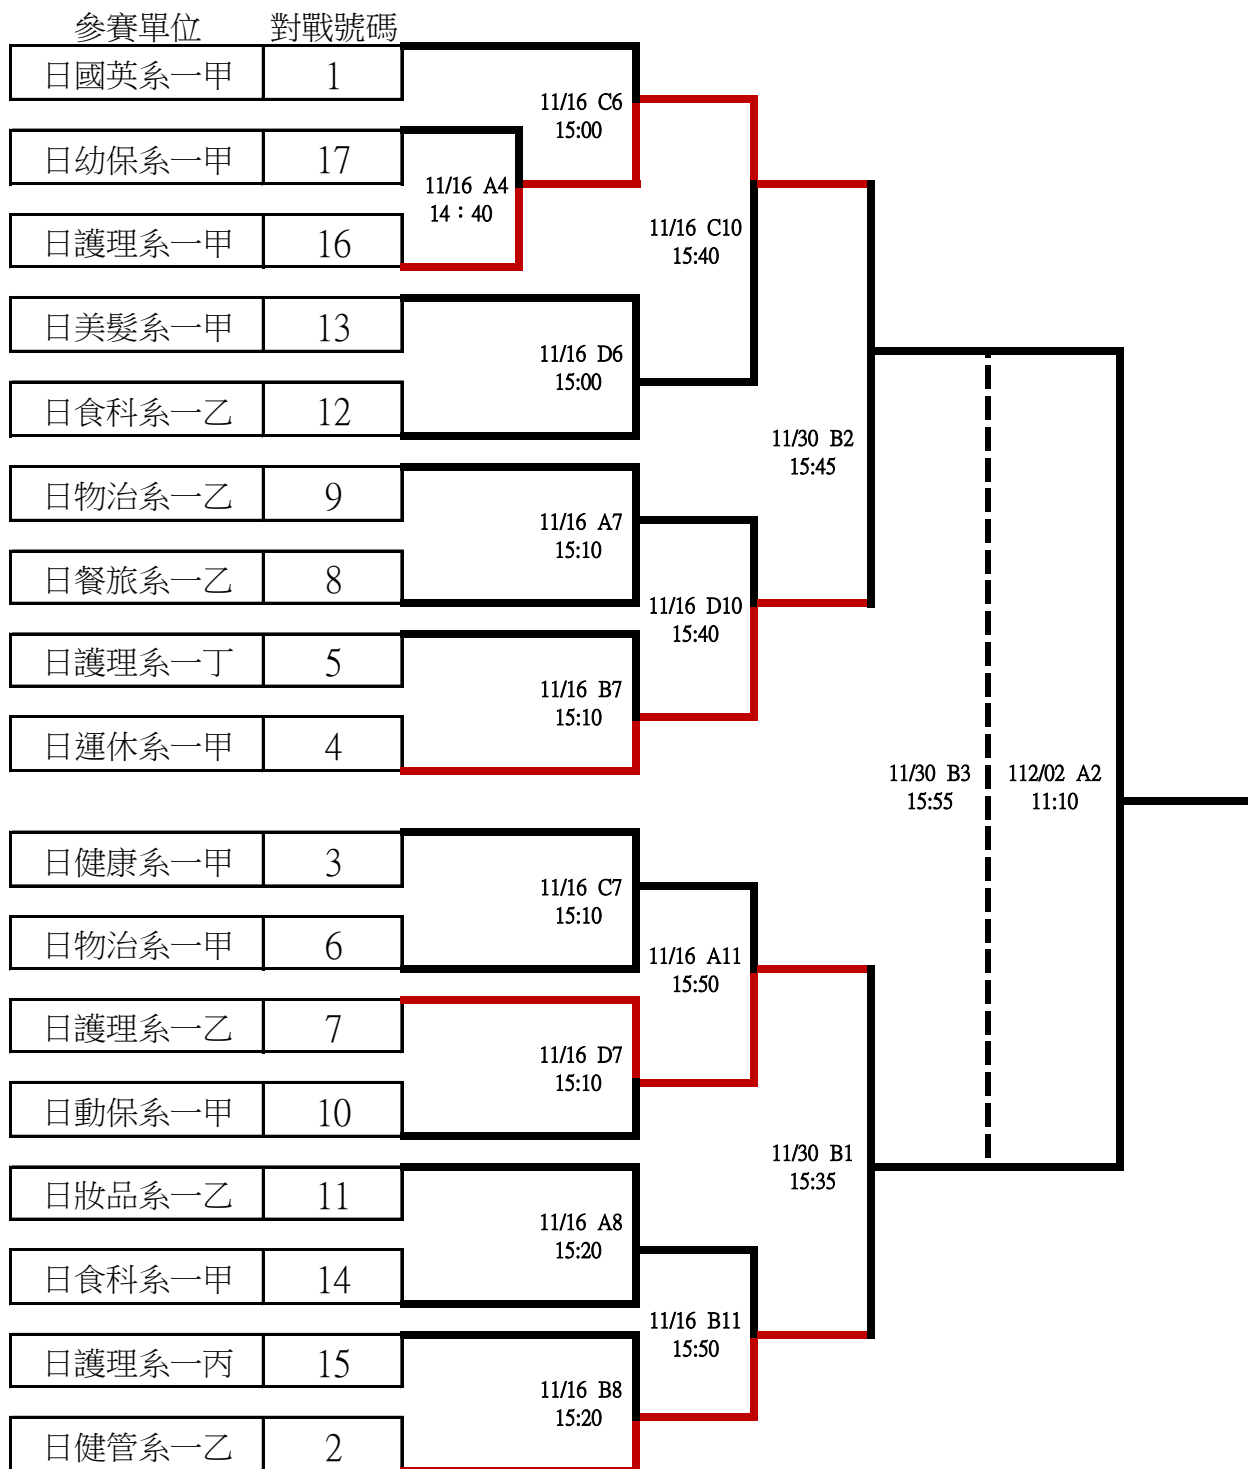 參賽單位 對戰號碼
日國英系一甲 1
11/16 C6
15:00
日幼保系一甲 17
11/16 A4
14：40
日護理系一甲 16
11/16 C10
15:40
日美髮系一甲 13
11/16 D6
15:00
日食科系一乙 12
11/30 B2
15:45
日物治系一乙 9
11/16 A7
15:10
日餐旅系一乙 8
11/16 D10
15:40
日護理系一丁 5
11/16 B7
15:10
日運休系一甲 4
11/30 B3
15:55
112/02 A2
11:10
日健康系一甲 3
11/16 C7
15:10
日物治系一甲 6
11/16 A11
15:50
日護理系一乙 7
11/16 D7
15:10
日動保系一甲 10
11/30 B1
15:35
日妝品系一乙 11
11/16 A8
15:20
日食科系一甲 14
11/16 B11
15:50
日護理系一丙 15
11/16 B8
15:20
日健管系一乙 2